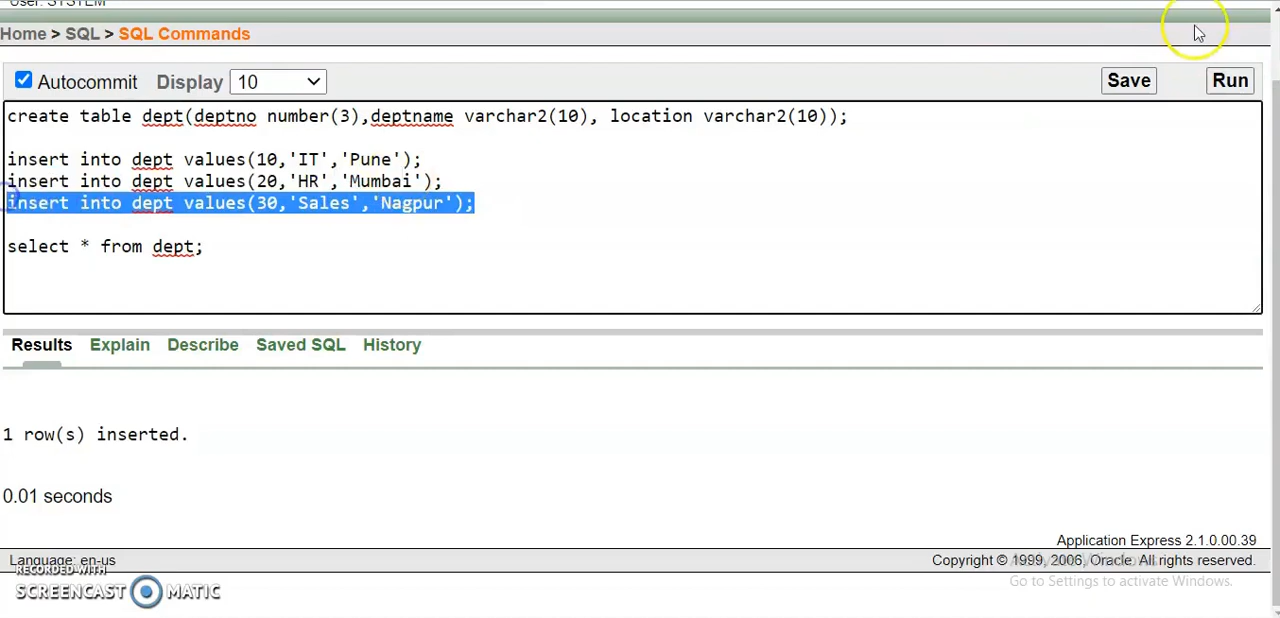 User: SYSTEM
Home > SQL > SQL Commands
Autocommit Display 10 Save Run
create table dept(deptno number(3),deptname varchar2(10), location varchar2(10));
insert into dept values(10,'IT','Pune');
insert into dept values(20,'HR','Mumbai');
insert into dept values(30,'Sales','Nagpur');
select * from dept;
Results Explain Describe Saved SQL History
1 row(s) inserted.
0.01 seconds
Application Express 2.1.0.00.39
Language: en-us Copyright © 1999, 2006, Oracle. All rights reserved.
Activate Windows
Go to Settings to activate Windows.
RECORDED WITH
SCREENCAST MATIC